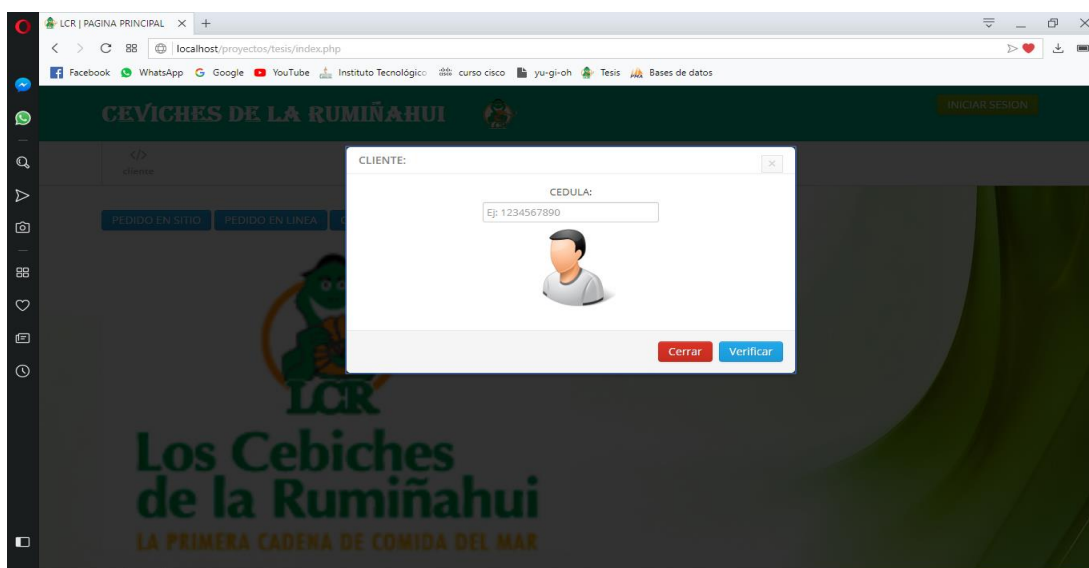 LCR | PAGINA PRINCIPAL
localhost/proyectos/tesis/index.php
Facebook WhatsApp Google YouTube Instituto Tecnológico curso cisco yu-gi-oh Tesis Bases de datos
CEVICHES DE LA RUMIÑAHUI
INICIAR SESION
</>
cliente
CLIENTE:
×
CEDULA:
Ej: 1234567890
PEDIDO EN SITIO PEDIDO EN LINEA
Cerrar Verificar
LCR
Los Cebiches
de la Rumiñahui
LA PRIMERA CADENA DE COMIDA DEL MAR